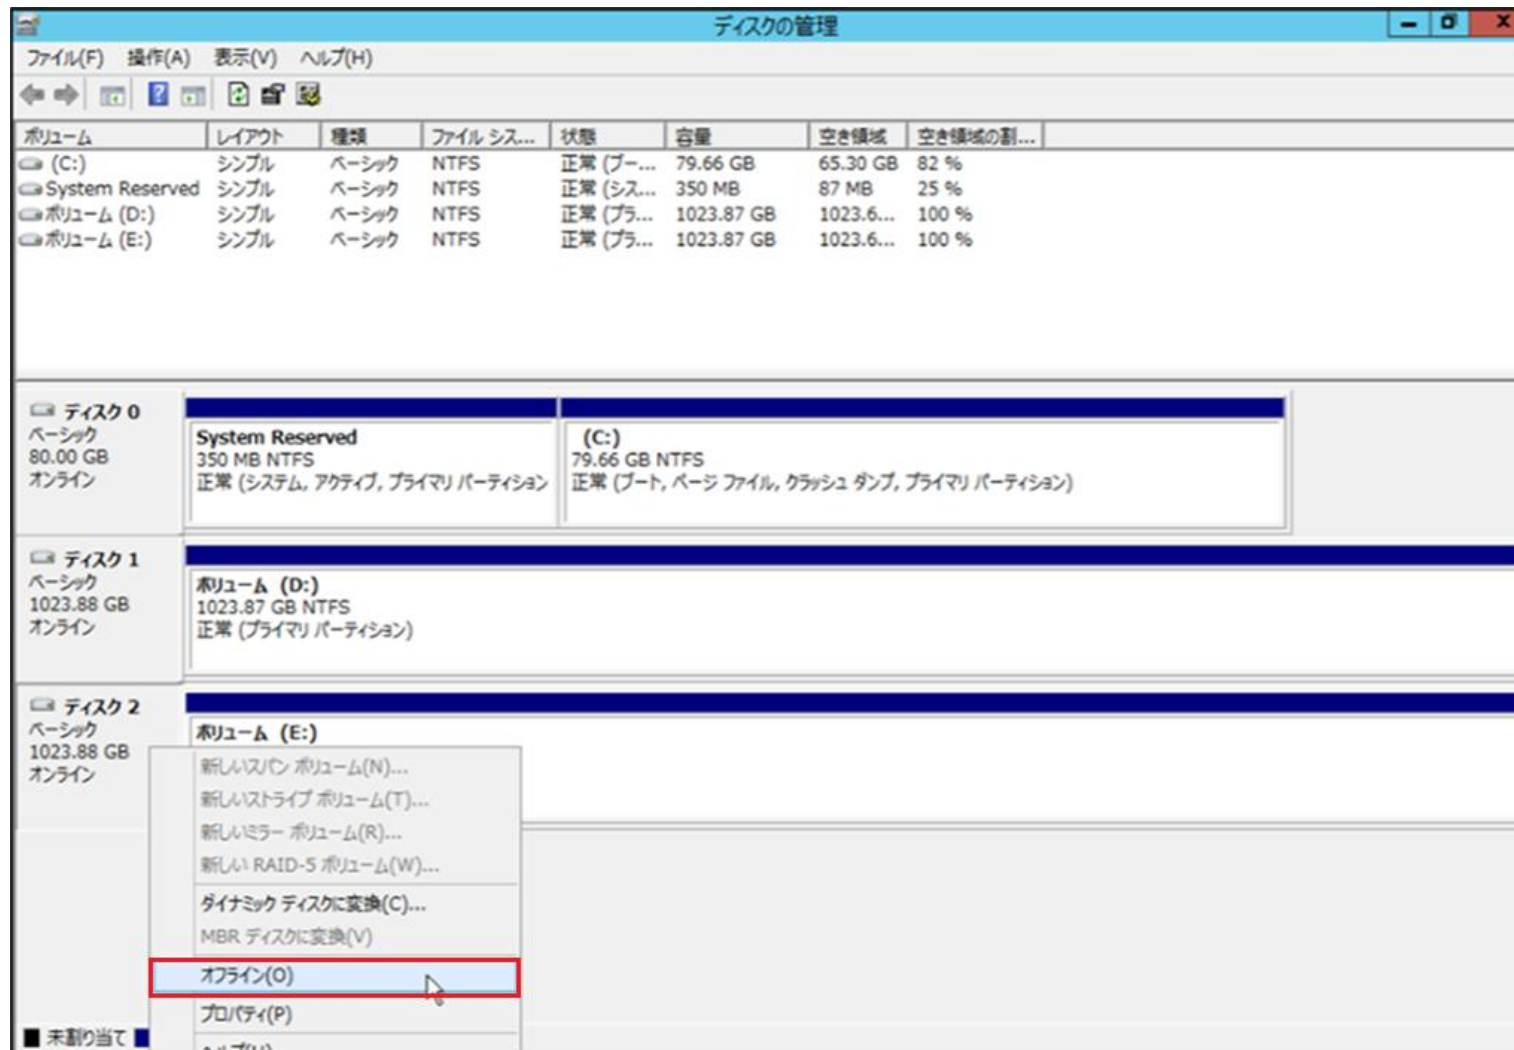 ディスクの管理
ファイル(F) 操作(A) 表示(V) ヘルプ(H)
ボリューム レイアウト 種類 ファイル シス... 状態 容量 空き領域 空き領域の割...
(C:) シンプル ベーシック NTFS 正常 (ブー... 79.66 GB 65.30 GB 82 %
System Reserved シンプル ベーシック NTFS 正常 (シス... 350 MB 87 MB 25 %
ボリューム (D:) シンプル ベーシック NTFS 正常 (プラ... 1023.87 GB 1023.6... 100 %
ボリューム (E:) シンプル ベーシック NTFS 正常 (プラ... 1023.87 GB 1023.6... 100 %
ディスク 0
ベーシック
80.00 GB
オンライン
System Reserved
350 MB NTFS
正常 (システム, アクティブ, プライマリ パーティション
(C:)
79.66 GB NTFS
正常 (ブート, ページ ファイル, クラッシュ ダンプ, プライマリ パーティション)
ディスク 1
ベーシック
1023.88 GB
オンライン
ボリューム (D:)
1023.87 GB NTFS
正常 (プライマリ パーティション)
ディスク 2
ベーシック
1023.88 GB
オンライン
ボリューム (E:)
新しいスパン ボリューム(N)...
新しいストライプ ボリューム(T)...
新しいミラー ボリューム(R)...
新しい RAID-5 ボリューム(W)...
ダイナミック ディスクに変換(C)...
MBR ディスクに変換(V)
オフライン(O)
プロパティ(P)
未割り当て